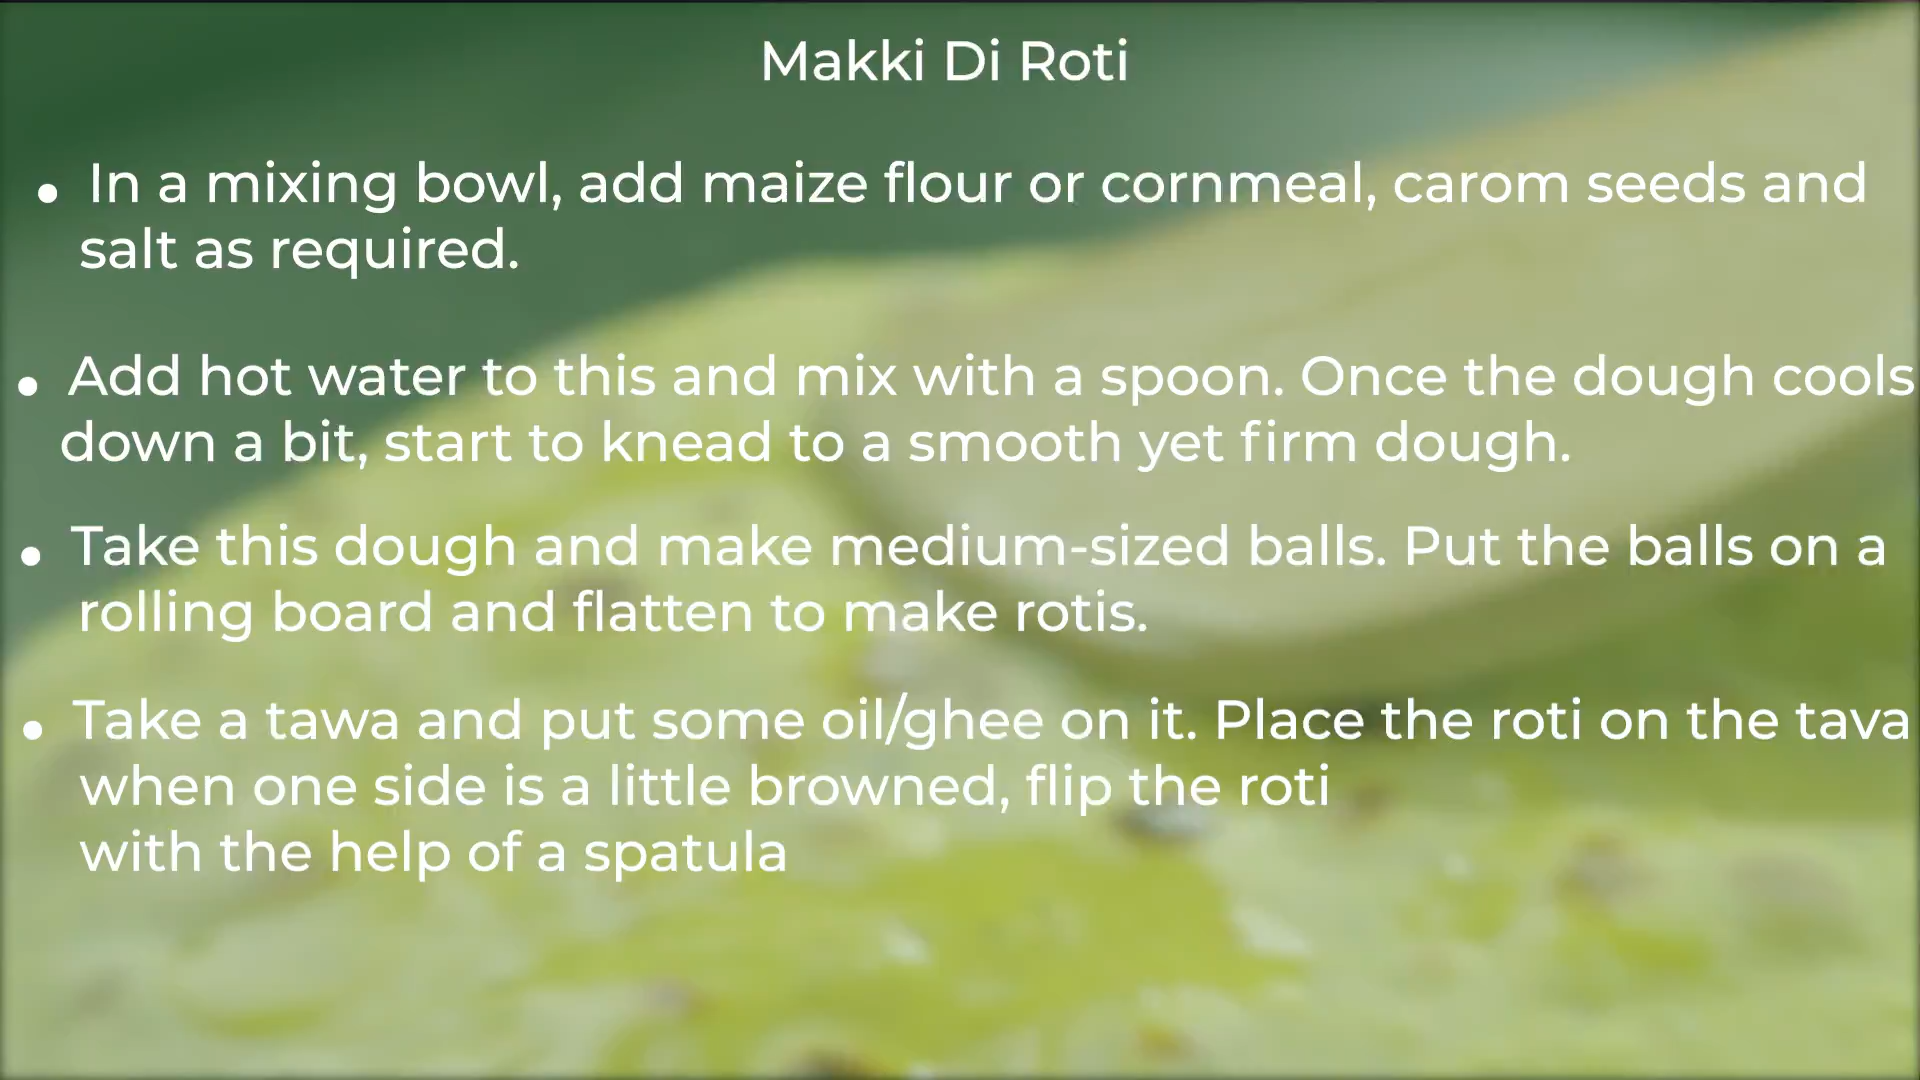 Makki Di Roti
• In a mixing bowl, add maize flour or cornmeal, carom seeds and
salt as required.
• Add hot water to this and mix with a spoon. Once the dough cools
down a bit, start to knead to a smooth yet firm dough.
• Take this dough and make medium-sized balls. Put the balls on a
rolling board and flatten to make rotis.
• Take a tawa and put some oil/ghee on it. Place the roti on the tava
when one side is a little browned, flip the roti
with the help of a spatula